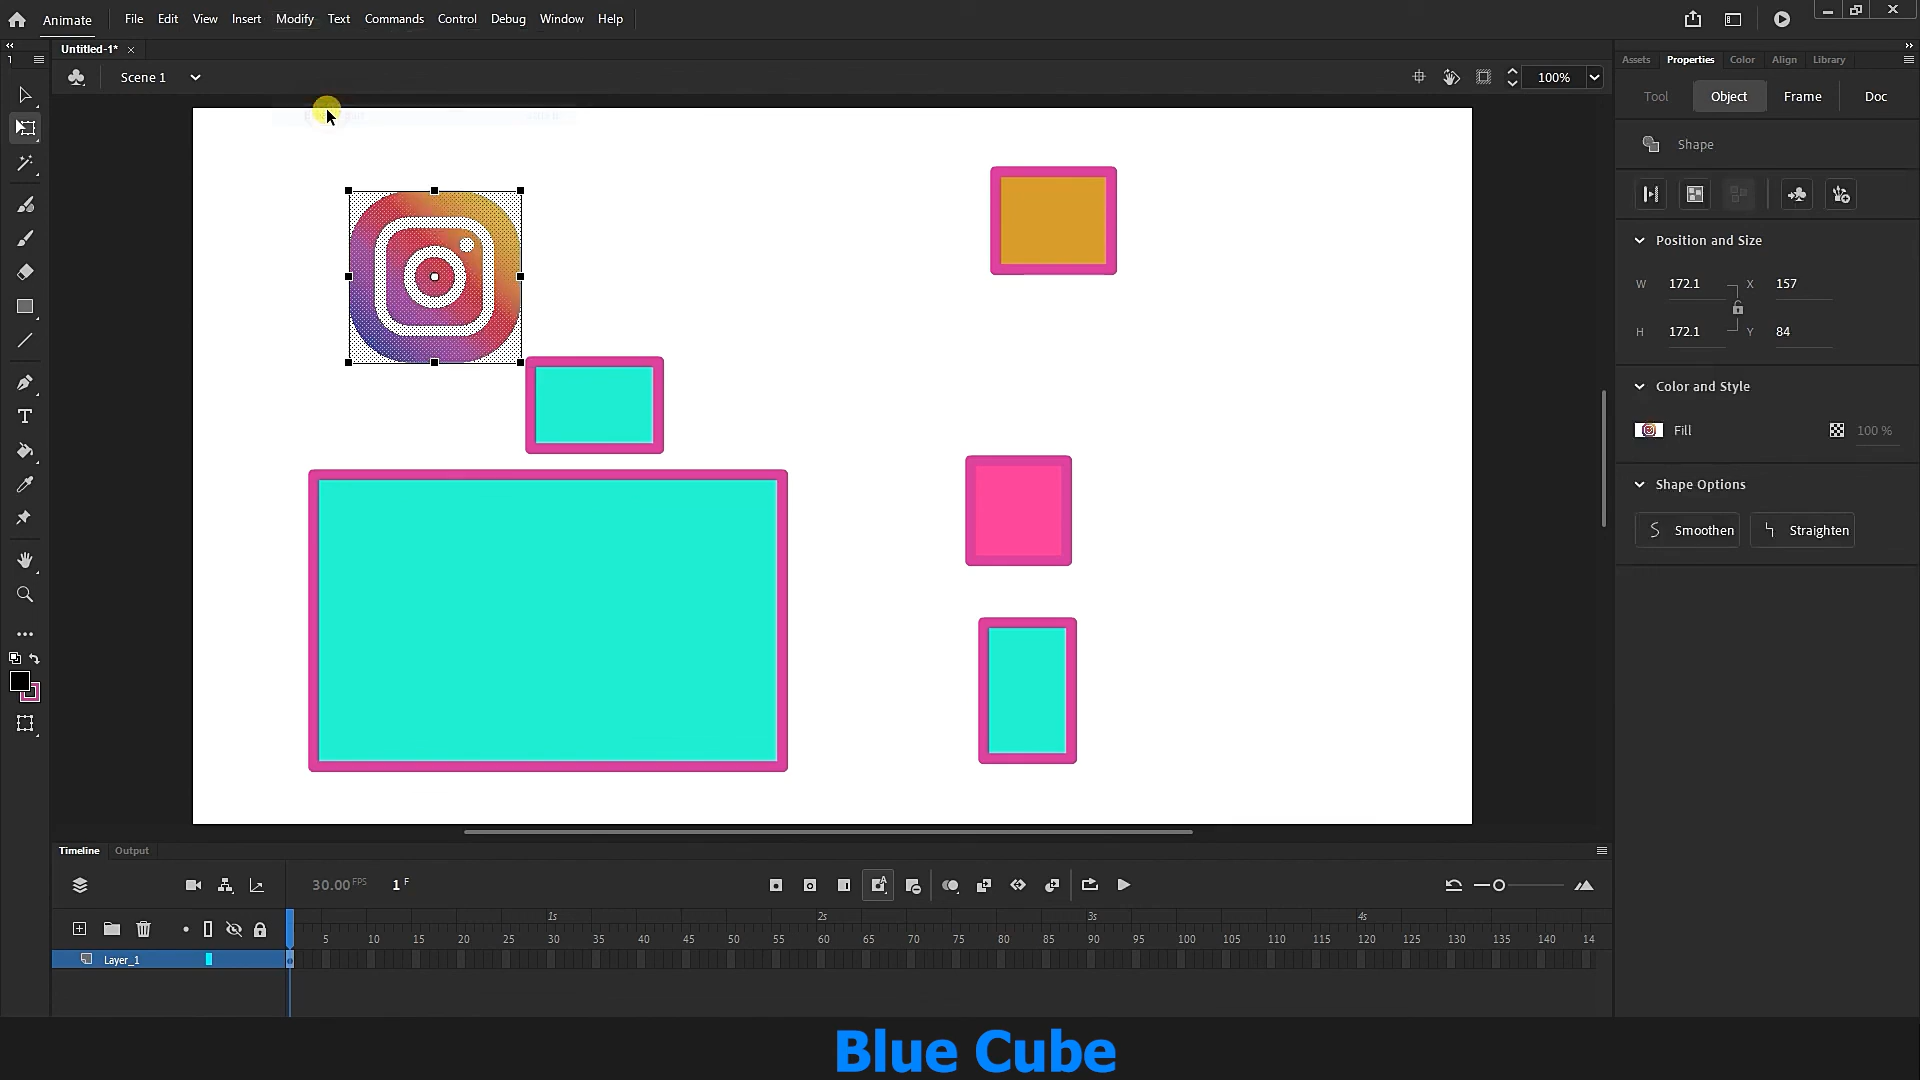 Animate File Edit View Insert Modify Text Commands Control Debug Window Help
Untitled-1*
1
Scene 1
100%
Assets Properties Color Align Library
Tool Object Frame Doc
Shape
Position and Size
W 172.1 X 157
H 172.1 Y 84
Color and Style
Fill 100 %
Shape Options
Smoothen Straighten
T
Timeline Output
30.00 FPS 1 F
1s 2s 3s 4s
5 10 15 20 25 30 35 40 45 50 55 60 65 70 75 80 85 90 95 100 105 110 115 120 125 130 135 140 14
Layer_1
Blue Cube